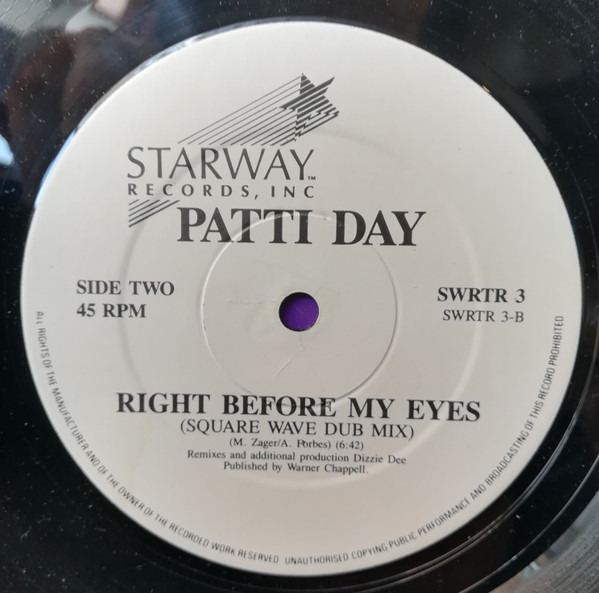 STARWAY™
RECORDS, INC
PATTI DAY
SIDE TWO
45 RPM
SWRTR 3
SWRTR 3-B
RIGHT BEFORE MY EYES
(SQUARE WAVE DUB MIX)
(M. Zager/A. Forbes) (6:42)
Remixes and additional production Dizzie Dee
Published by Warner Chappell.
ALL RIGHTS OF THE MANUFACTURER AND OF THE OWNER OF THE RECORDED WORK RESERVED UNAUTHORISED COPYING PUBLIC PERFORMANCE AND BROADCASTING OF THIS RECORD PROHIBITED